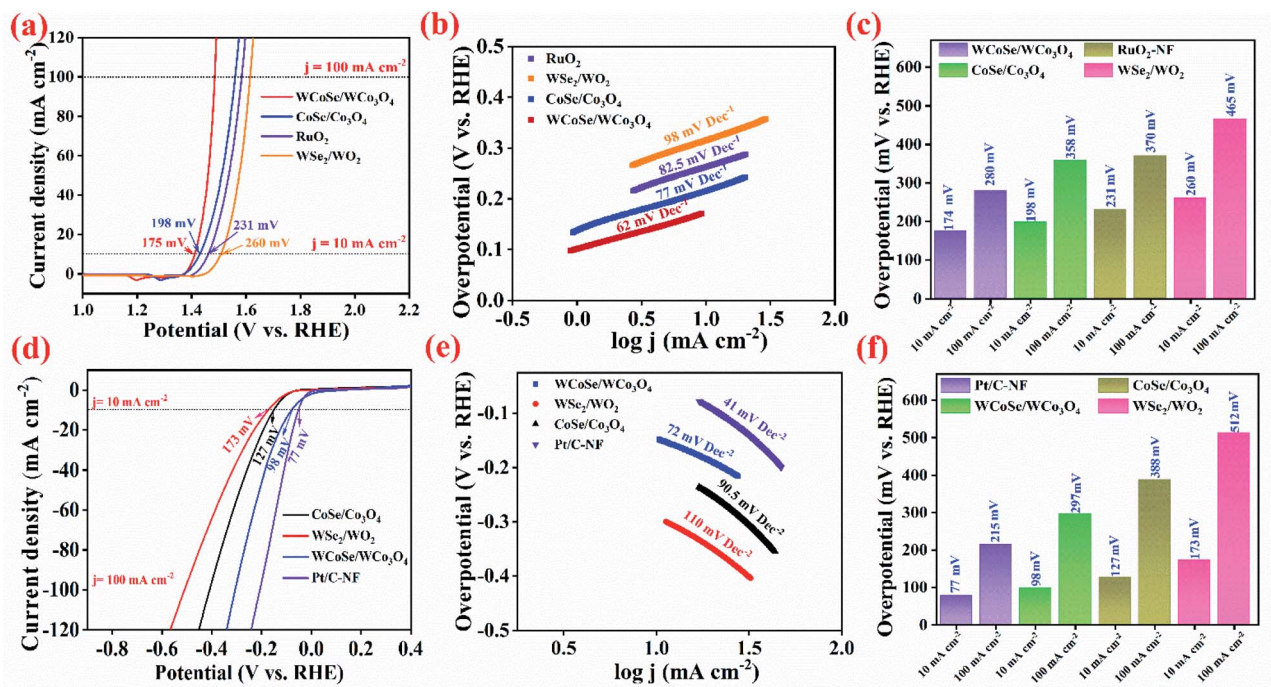 (a)
120
100
80
60
40
20
0
Current density (mA cm⁻²)
j = 100 mA cm⁻²
WCoSe/WCo₃O₄
CoSe/Co₃O₄
RuO₂
WSe₂/WO₂
198 mV
231 mV
175 mV
260 mV
j = 10 mA cm⁻²
1.0 1.2 1.4 1.6 1.8 2.0 2.2
Potential (V vs. RHE)
(b)
0.5
0.4
0.3
0.2
0.1
0.0
Overpotential (V vs. RHE)
RuO₂
WSe₂/WO₂
CoSe/Co₃O₄
WCoSe/WCo₃O₄
98 mV Dec⁻¹
82.5 mV Dec⁻¹
77 mV Dec⁻¹
62 mV Dec⁻¹
-0.5 0.0 0.5 1.0 1.5 2.0
log j (mA cm⁻²)
(c)
600
500
400
300
200
100
0
Overpotential (mV vs. RHE)
WCoSe/WCo₃O₄ RuO₂-NF
CoSe/Co₃O₄ WSe₂/WO₂
174 mV
280 mV
198 mV
358 mV
231 mV
370 mV
260 mV
465 mV
10 mA cm⁻²
100 mA cm⁻²
10 mA cm⁻²
100 mA cm⁻²
10 mA cm⁻²
100 mA cm⁻²
10 mA cm⁻²
100 mA cm⁻²
(d)
0
-20
-40
-60
-80
-100
-120
Current density (mA cm⁻²)
j= 10 mA cm⁻²
173 mV
127 mV
98 mV
77 mV
CoSe/Co₃O₄
WSe₂/WO₂
WCoSe/WCo₃O₄
Pt/C-NF
j= 100 mA cm⁻²
-0.8 -0.6 -0.4 -0.2 0.0 0.2 0.4
Potential (V vs. RHE)
(e)
-0.1
-0.2
-0.3
-0.4
-0.5
Overpotential (V vs. RHE)
WCoSe/WCo₃O₄
WSe₂/WO₂
CoSe/Co₃O₄
Pt/C-NF
41 mV Dec⁻²
72 mV Dec⁻²
90.5 mV Dec⁻²
110 mV Dec⁻²
0.5 1.0 1.5 2.0
log j (mA cm⁻²)
(f)
600
500
400
300
200
100
0
Overpotential (mV vs. RHE)
Pt/C-NF CoSe/Co₃O₄
WCoSe/WCo₃O₄ WSe₂/WO₂
77 mV
215 mV
98 mV
297mV
127 mV
388 mV
173 mV
512mV
10 mA cm⁻²
100 mA cm⁻²
10 mA cm⁻²
100 mA cm⁻²
10 mA cm⁻²
100 mA cm⁻²
10 mA cm⁻²
100 mA cm⁻²